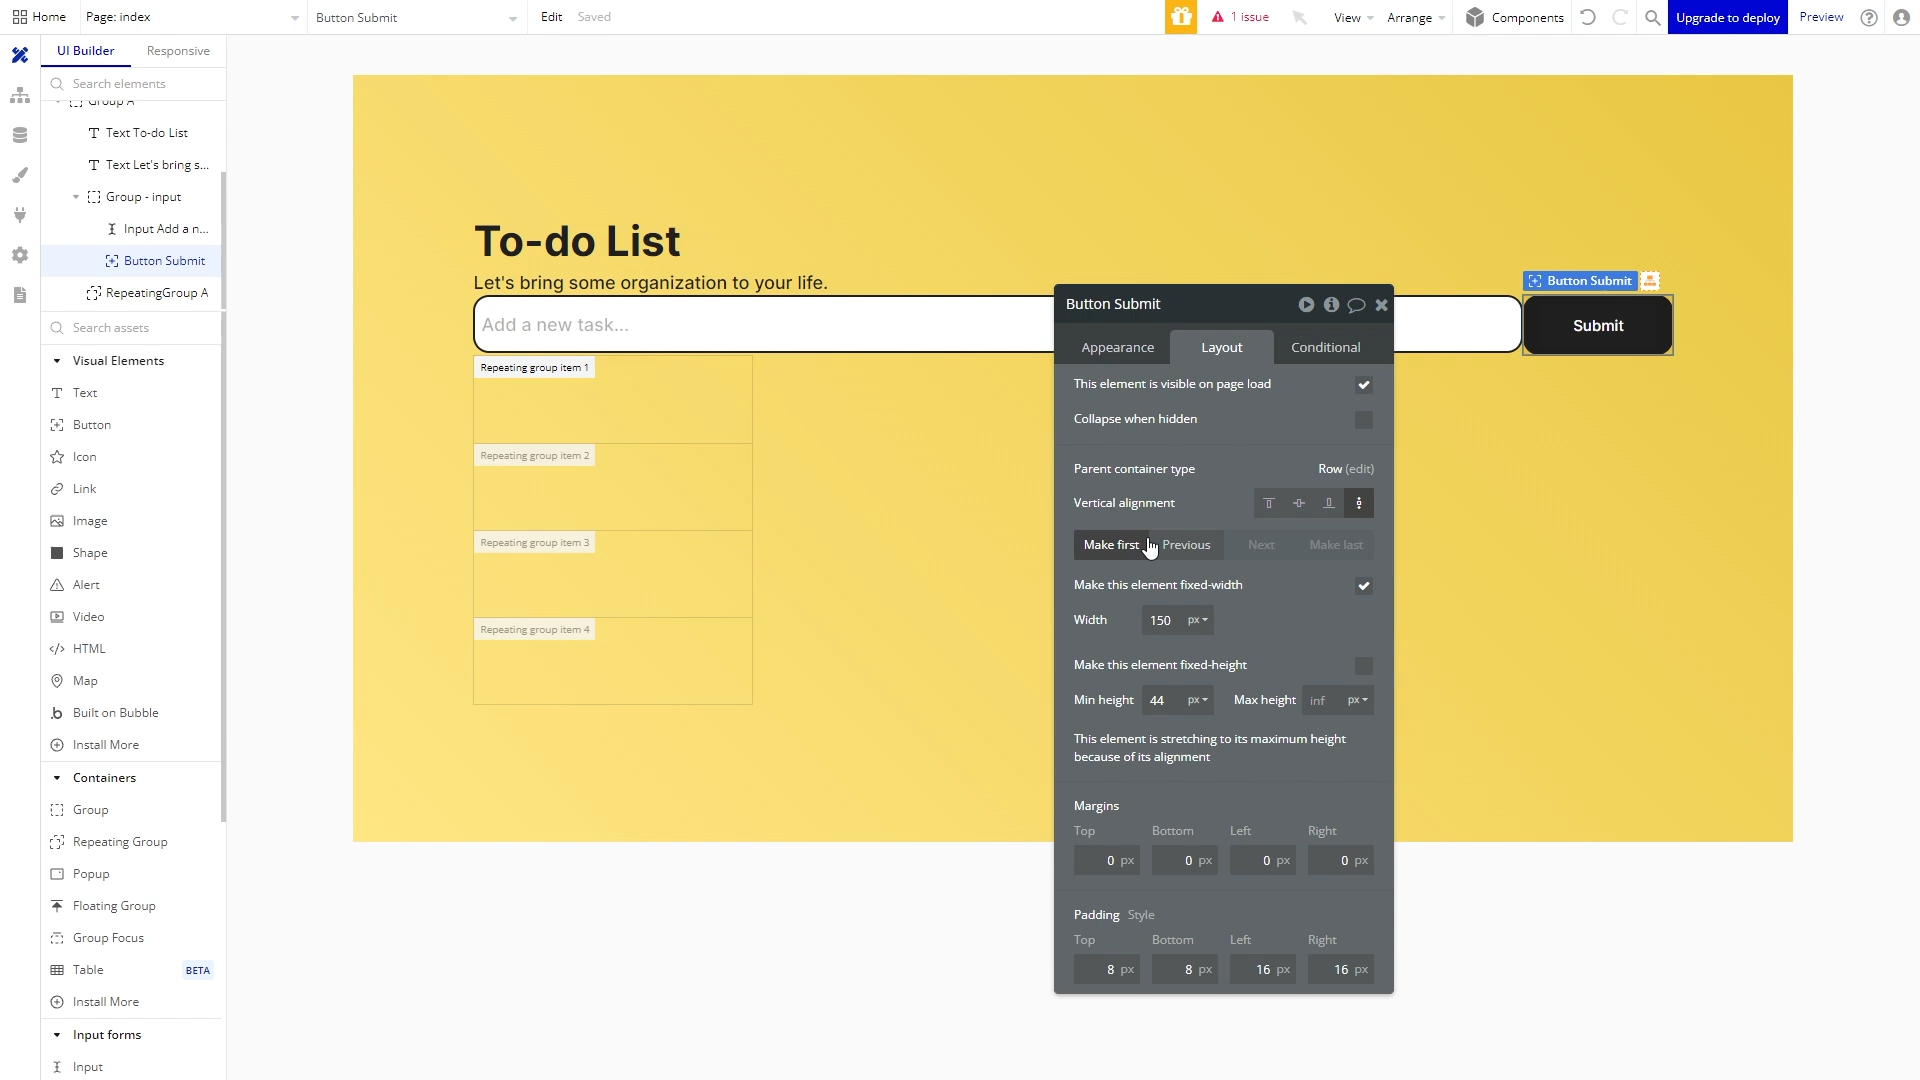 Home
Page: index
Button Submit
Edit
Saved
1 issue
View
Arrange
Components
Upgrade to deploy
Preview
UI Builder
Responsive
Search elements
Group A
Text To-do List
Text Let's bring s...
Group - input
Input Add a n...
Button Submit
RepeatingGroup A
Search assets
Visual Elements
Text
Button
Icon
Link
Image
Shape
Alert
Video
HTML
Map
Built on Bubble
Install More
Containers
Group
Repeating Group
Popup
Floating Group
Group Focus
Table
BETA
Install More
Input forms
Input
To-do List
Let's bring some organization to your life.
Add a new task...
Button Submit
Submit
Repeating group item 1
Repeating group item 2
Repeating group item 3
Repeating group item 4
Button Submit
Appearance
Layout
Conditional
This element is visible on page load
Collapse when hidden
Parent container type
Row (edit)
Vertical alignment
Make first
Previous
Next
Make last
Make this element fixed-width
Width
150
px
Make this element fixed-height
Min height
44
px
Max height
inf
px
This element is stretching to its maximum height
because of its alignment
Margins
Top
Bottom
Left
Right
0 px
0 px
0 px
0 px
Padding
Style
Top
Bottom
Left
Right
8 px
8 px
16 px
16 px